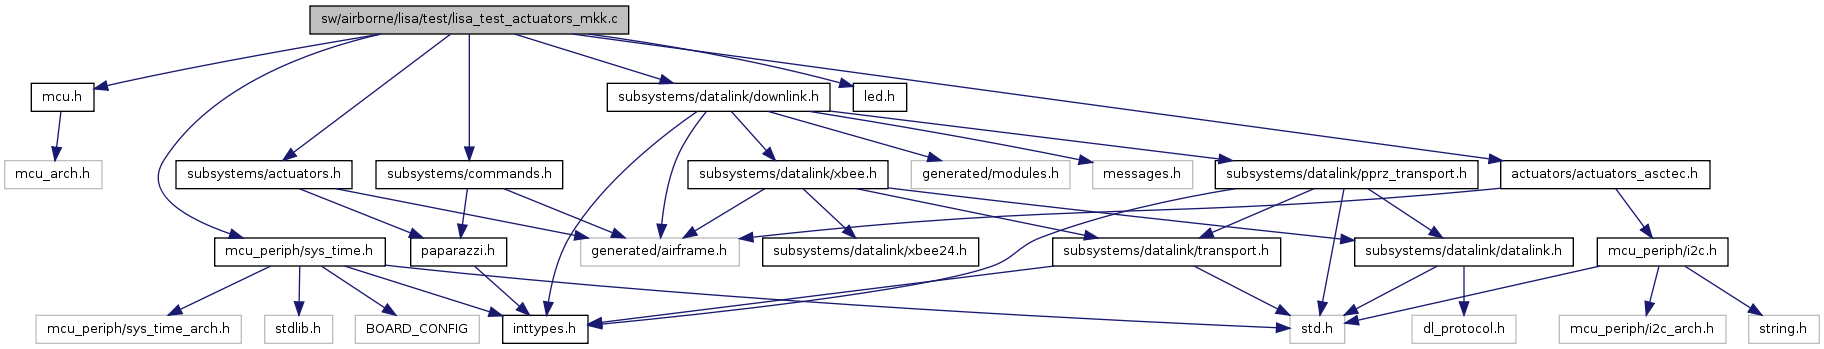 sw/airborne/lisa/test/lisa_test_actuators_mkk.c
mcu.h
subsystems/datalink/downlink.h
led.h
mcu_arch.h
subsystems/actuators.h
subsystems/commands.h
subsystems/datalink/xbee.h
generated/modules.h
messages.h
subsystems/datalink/pprz_transport.h
actuators/actuators_asctec.h
mcu_periph/sys_time.h
paparazzi.h
generated/airframe.h
subsystems/datalink/xbee24.h
subsystems/datalink/transport.h
subsystems/datalink/datalink.h
mcu_periph/i2c.h
mcu_periph/sys_time_arch.h
stdlib.h
BOARD_CONFIG
inttypes.h
std.h
dl_protocol.h
mcu_periph/i2c_arch.h
string.h